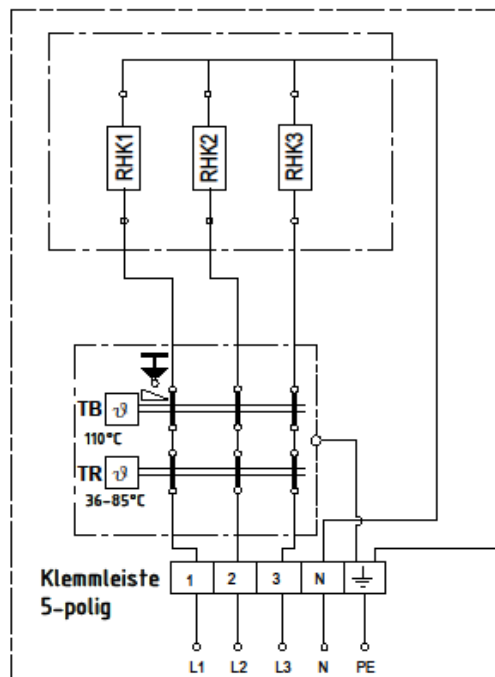 RHK1 RHK2 RHK3
TB ϑ
110°C
TR ϑ
36-85°C
Klemmleiste
5-polig
1 2 3 N
L1 L2 L3 N PE